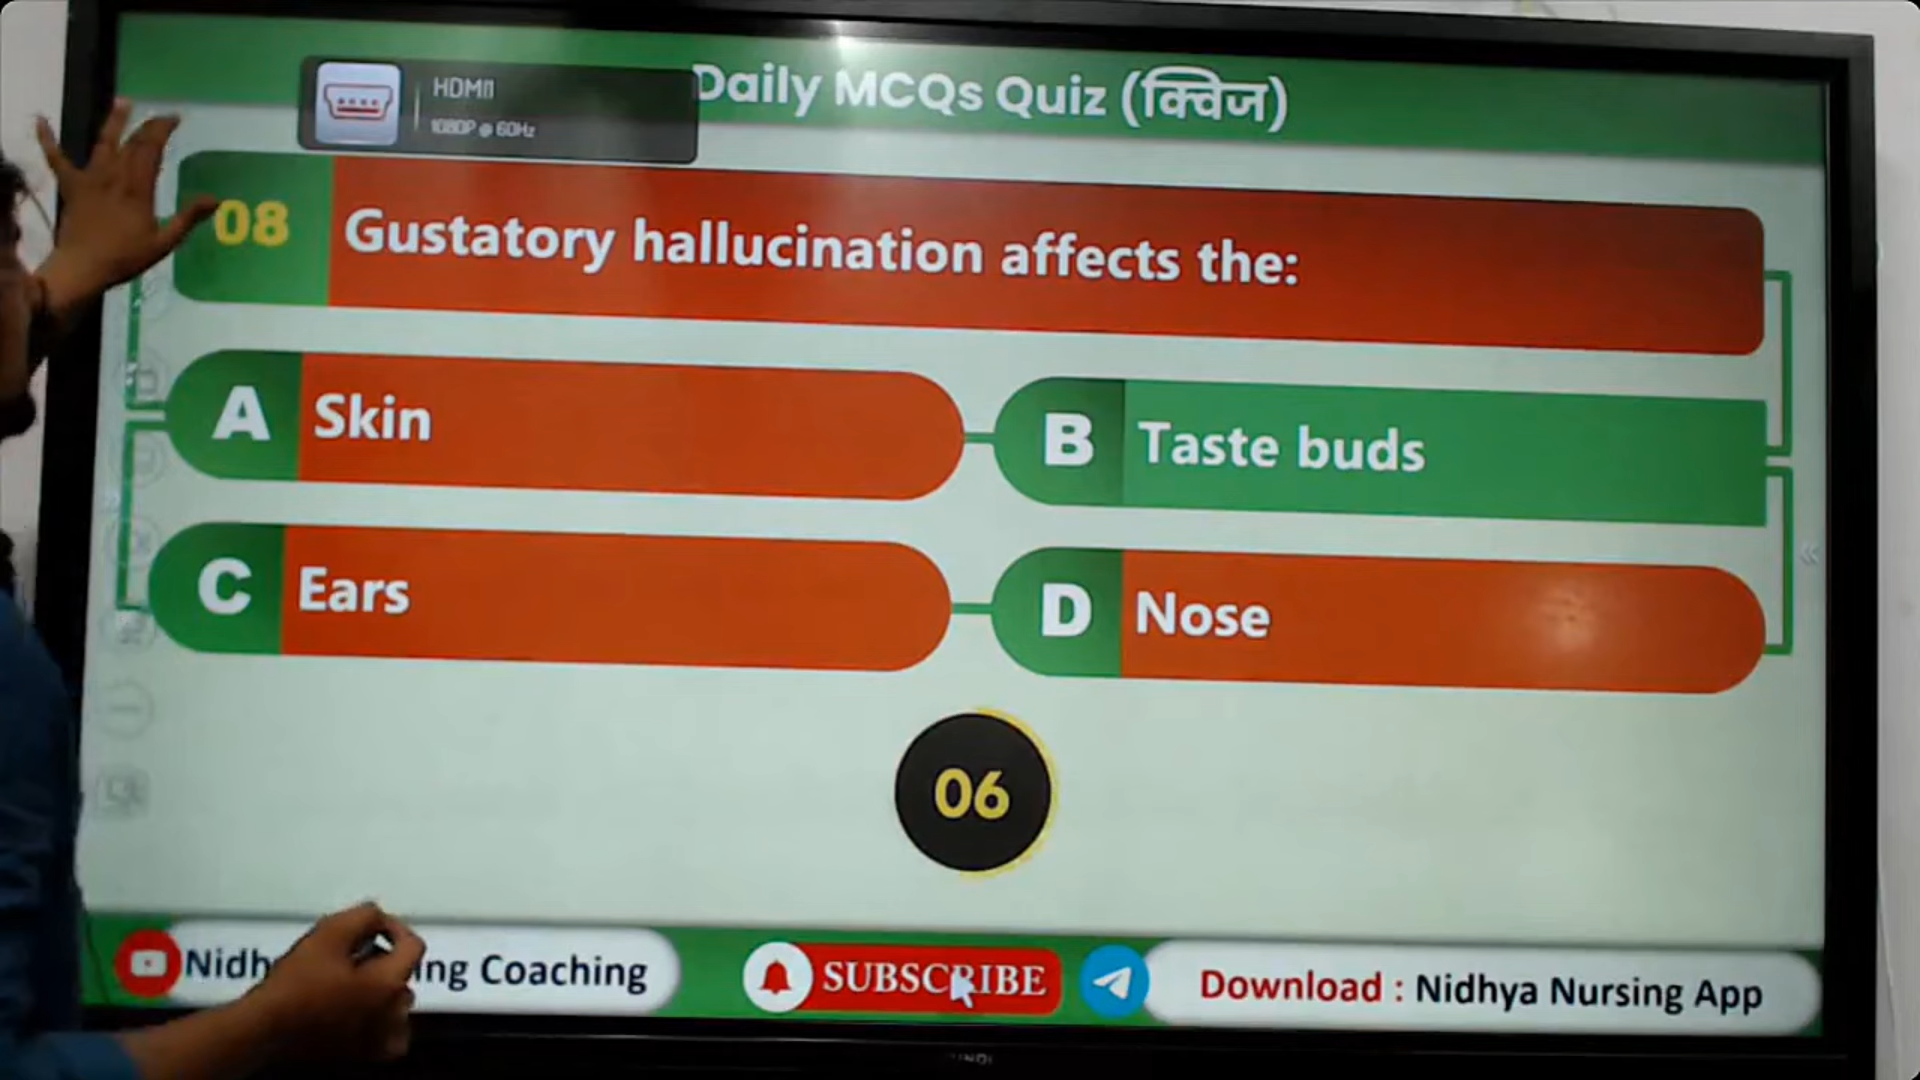 HDMI1
1080P @ 60Hz
Daily MCQs Quiz (क्विज)
08 Gustatory hallucination affects the:
A Skin
B Taste buds
C Ears
D Nose
06
Coaching
SUBSCRIBE
Download : Nidhya Nursing App